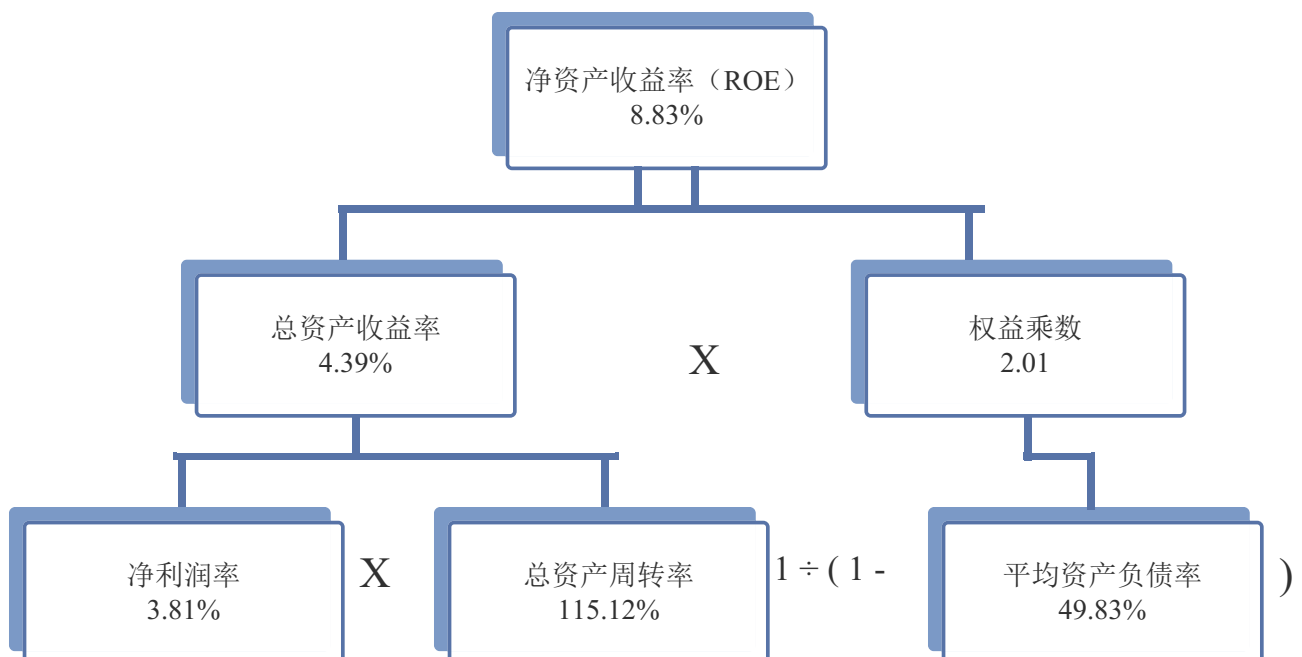 净资产收益率（ROE）
8.83%
总资产收益率
4.39%
X
权益乘数
2.01
净利润率
3.81%
X
总资产周转率
115.12%
1 ÷ ( 1 -
平均资产负债率
49.83%
)